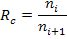 R_c = n_i / n_{i+1}